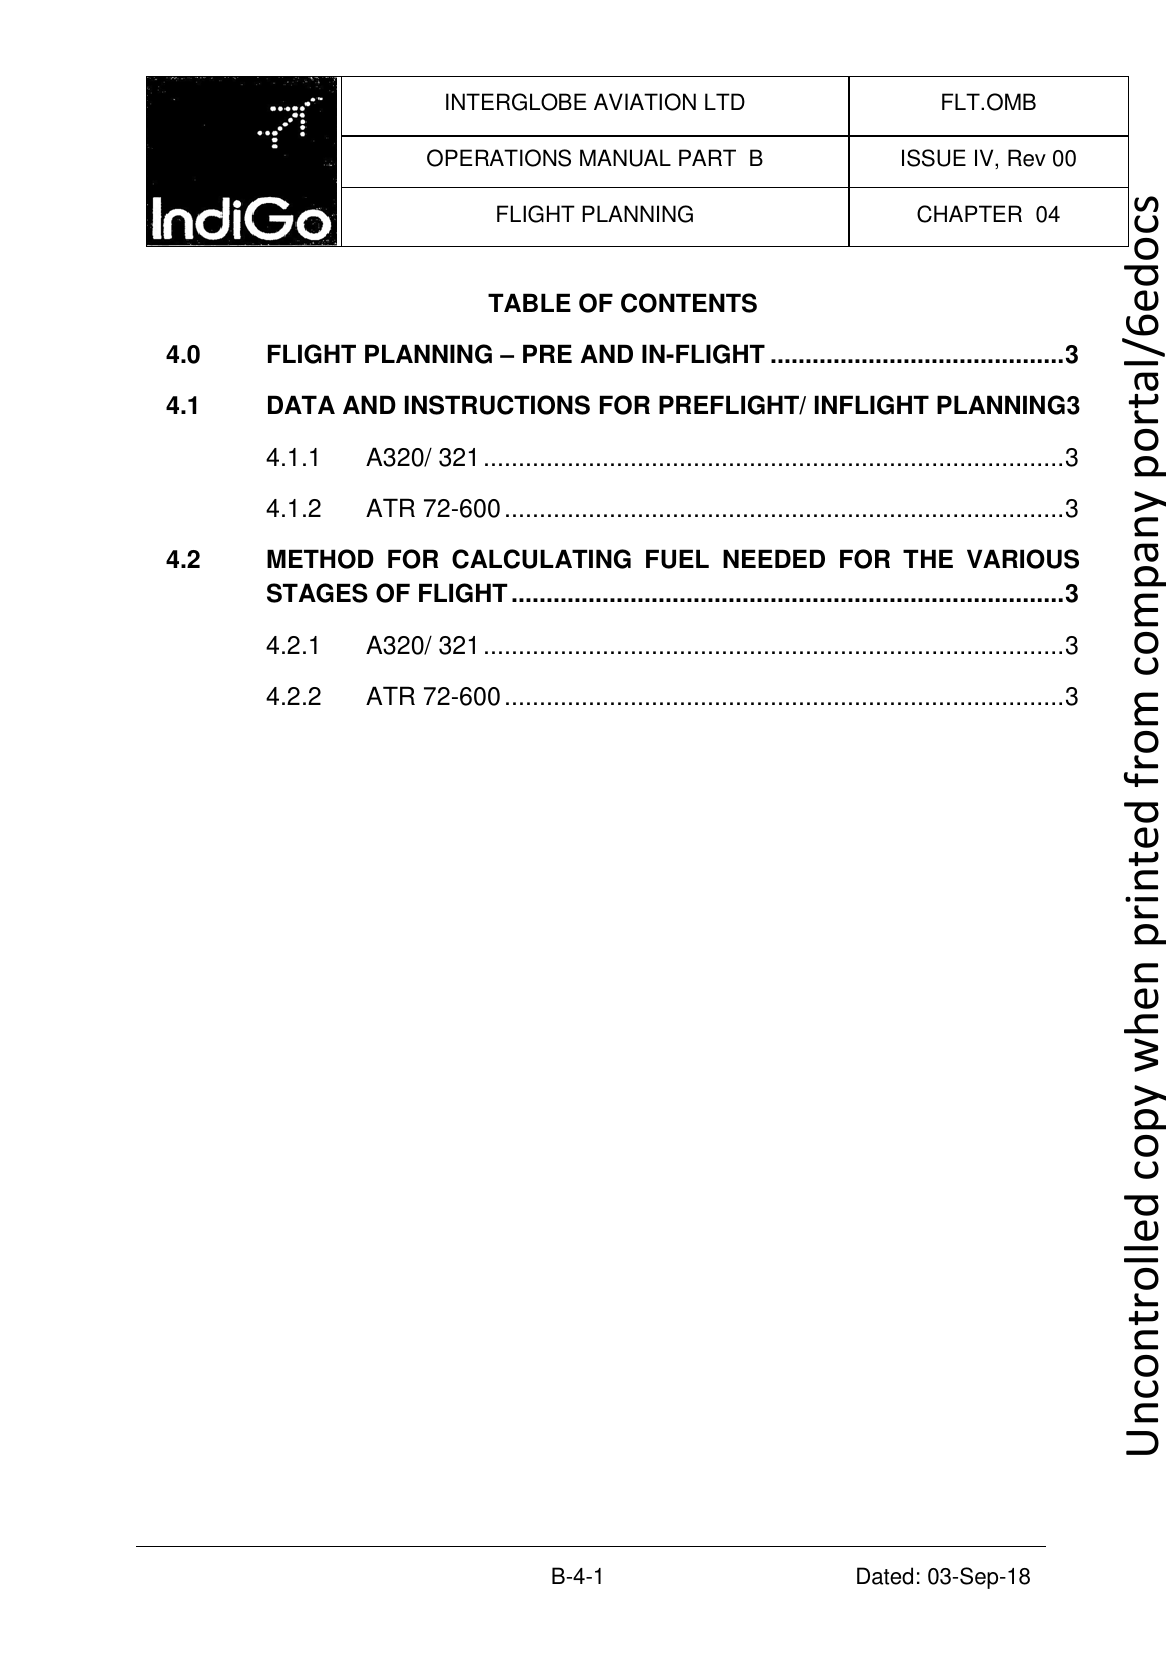 IndiGo
INTERGLOBE AVIATION LTD
FLT.OMB
OPERATIONS MANUAL PART  B
ISSUE IV, Rev 00
FLIGHT PLANNING
CHAPTER  04
TABLE OF CONTENTS
4.0 FLIGHT PLANNING – PRE AND IN-FLIGHT ..........................................3
4.1 DATA AND INSTRUCTIONS FOR PREFLIGHT/ INFLIGHT PLANNING3
4.1.1 A320/ 321...................................................................................3
4.1.2 ATR 72-600................................................................................3
4.2 METHOD FOR CALCULATING FUEL NEEDED FOR THE VARIOUS
STAGES OF FLIGHT...............................................................................3
4.2.1 A320/ 321...................................................................................3
4.2.2 ATR 72-600................................................................................3
Uncontrolled copy when printed from company portal/6edocs
B-4-1
Dated: 03-Sep-18